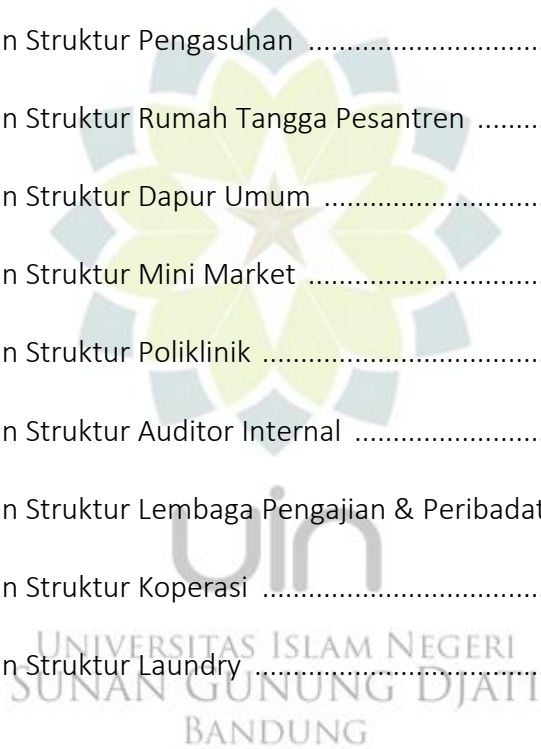 n Struktur Pengasuhan ..............................
n Struktur Rumah Tangga Pesantren .........
n Struktur Dapur Umum ............................
n Struktur Mini Market ..............................
n Struktur Poliklinik ....................................
n Struktur Auditor Internal ........................
n Struktur Lembaga Pengajian & Peribadat
uin
n Struktur Koperasi ....................................
UNIVERSITAS ISLAM NEGERI
n Struktur Laundry .....................................
SUNAN GUNUNG DJATI
BANDUNG